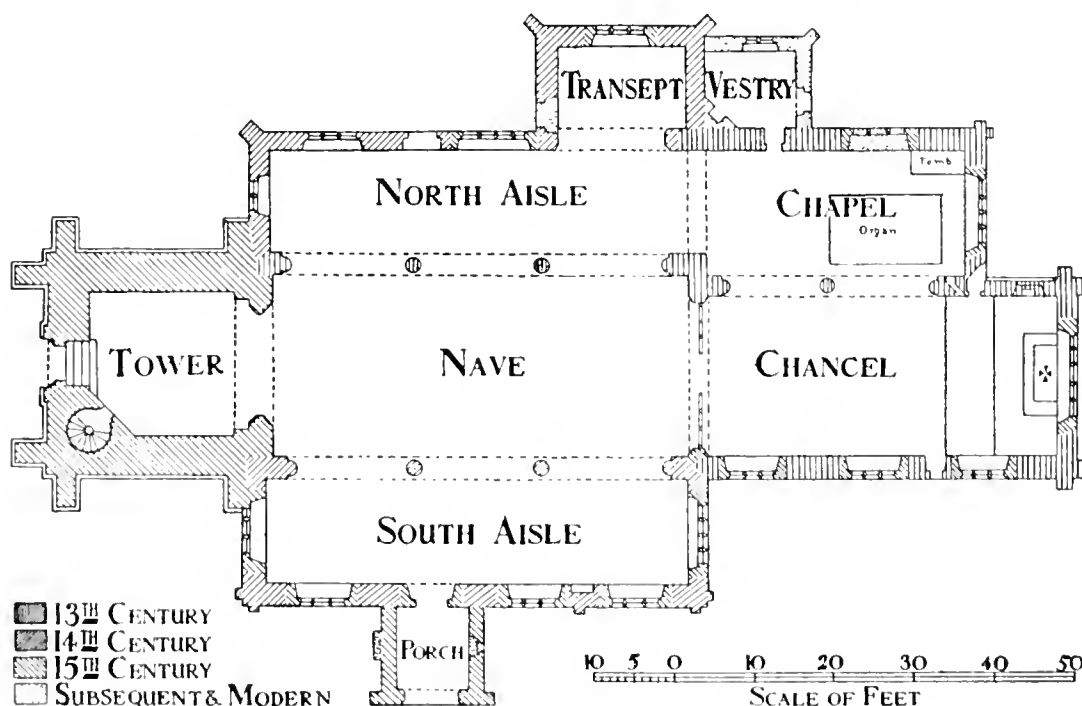 TRANSEPT
VESTRY
NORTH AISLE
CHAPEL
Tomb
Organ
TOWER
NAVE
CHANCEL
SOUTH AISLE
PORCH
13TH CENTURY
14TH CENTURY
15TH CENTURY
SUBSEQUENT & MODERN
10 5 0 10 20 30 40 50
SCALE OF FEET